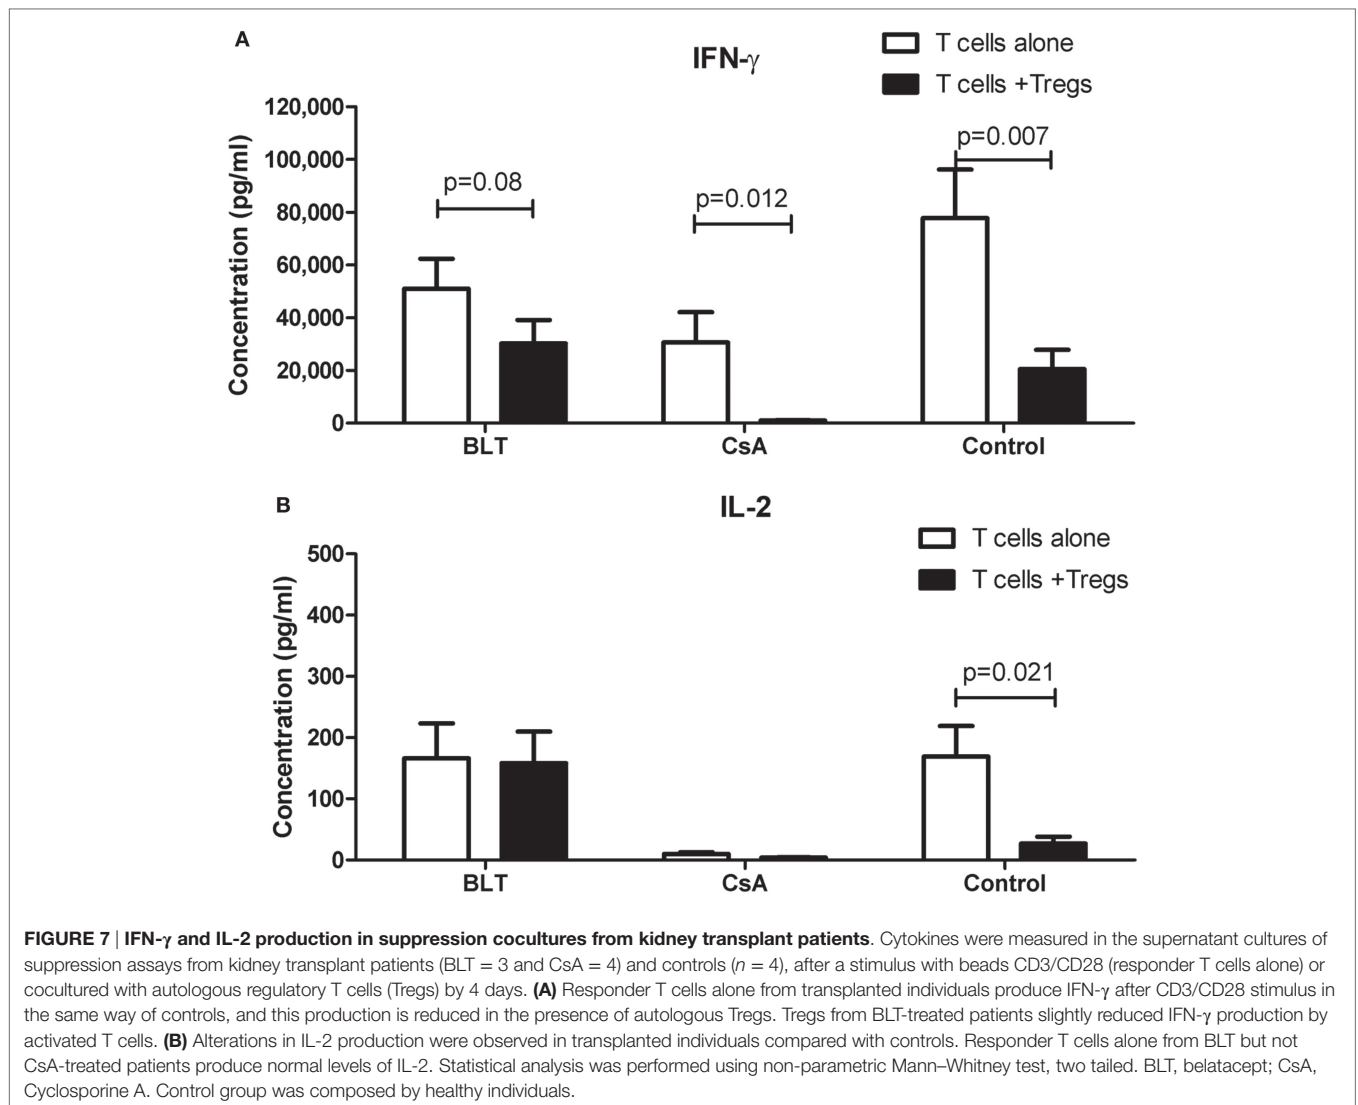 A
IFN-γ
T cells alone
T cells +Tregs
Concentration (pg/ml)
120,000
100,000
80,000
60,000
40,000
20,000
0
p=0.08
p=0.012
p=0.007
BLT
CsA
Control
B
IL-2
T cells alone
T cells +Tregs
Concentration (pg/ml)
500
400
300
200
100
0
p=0.021
BLT
CsA
Control
FIGURE 7 | IFN-γ and IL-2 production in suppression cocultures from kidney transplant patients. Cytokines were measured in the supernatant cultures of
suppression assays from kidney transplant patients (BLT = 3 and CsA = 4) and controls (n = 4), after a stimulus with beads CD3/CD28 (responder T cells alone) or
cocultured with autologous regulatory T cells (Tregs) by 4 days. (A) Responder T cells alone from transplanted individuals produce IFN-γ after CD3/CD28 stimulus in
the same way of controls, and this production is reduced in the presence of autologous Tregs. Tregs from BLT-treated patients slightly reduced IFN-γ production by
activated T cells. (B) Alterations in IL-2 production were observed in transplanted individuals compared with controls. Responder T cells alone from BLT but not
CsA-treated patients produce normal levels of IL-2. Statistical analysis was performed using non-parametric Mann–Whitney test, two tailed. BLT, belatacept; CsA,
Cyclosporine A. Control group was composed by healthy individuals.